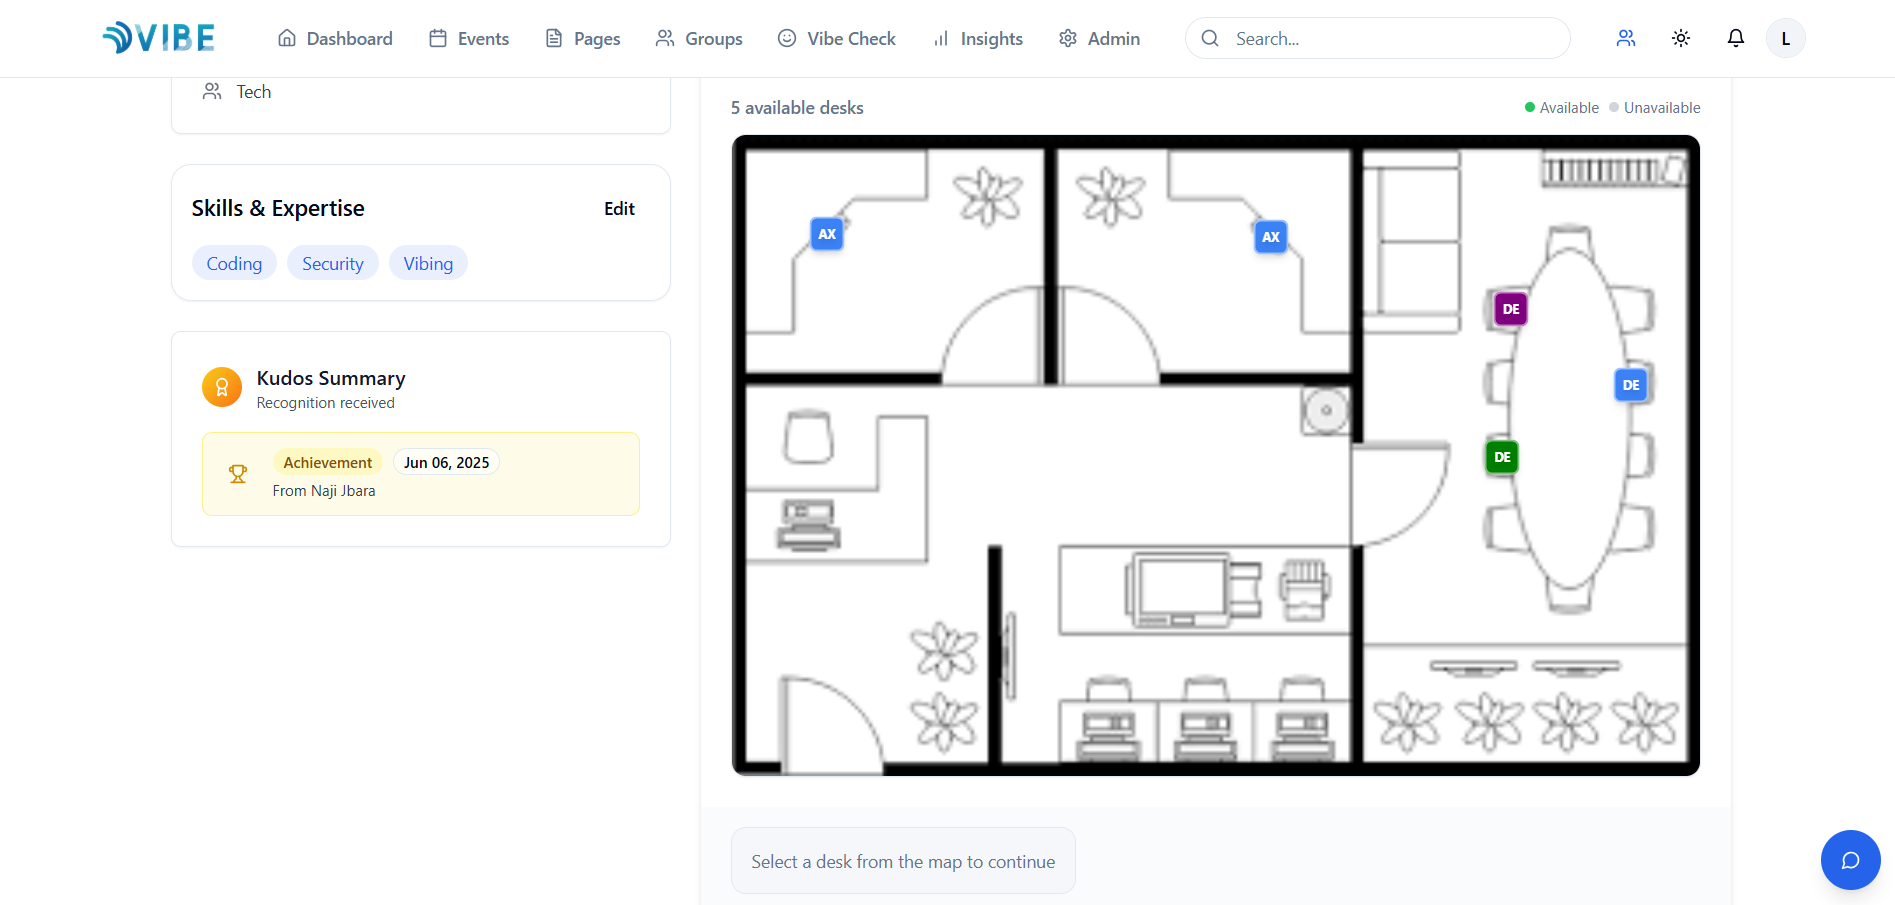 VIBE
Dashboard
Events
Pages
Groups
Vibe Check
Insights
Admin
Search...
L
Tech
Skills & Expertise
Edit
Coding
Security
Vibing
Kudos Summary
Recognition received
Achievement
Jun 06, 2025
From Naji Jbara
5 available desks
Available
Unavailable
AX
AX
DE
DE
DE
Select a desk from the map to continue